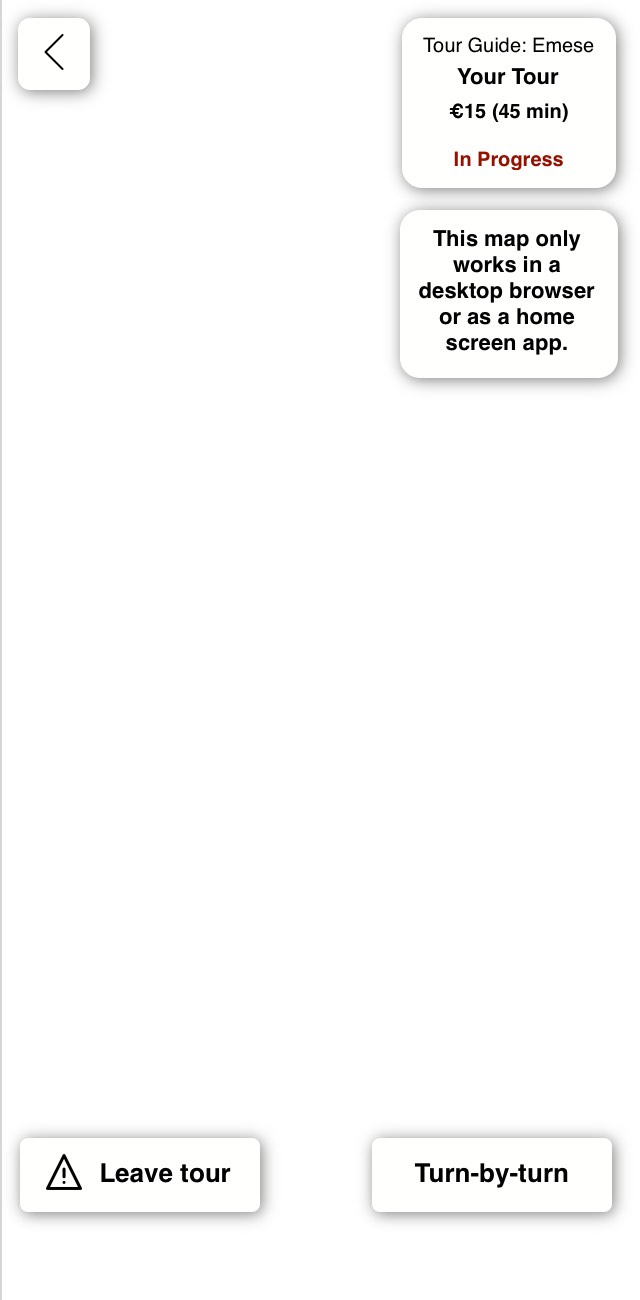 Tour Guide: Emese
Your Tour
€15 (45 min)
In Progress
This map only
works in a
desktop browser
or as a home
screen app.
Leave tour
Turn-by-turn